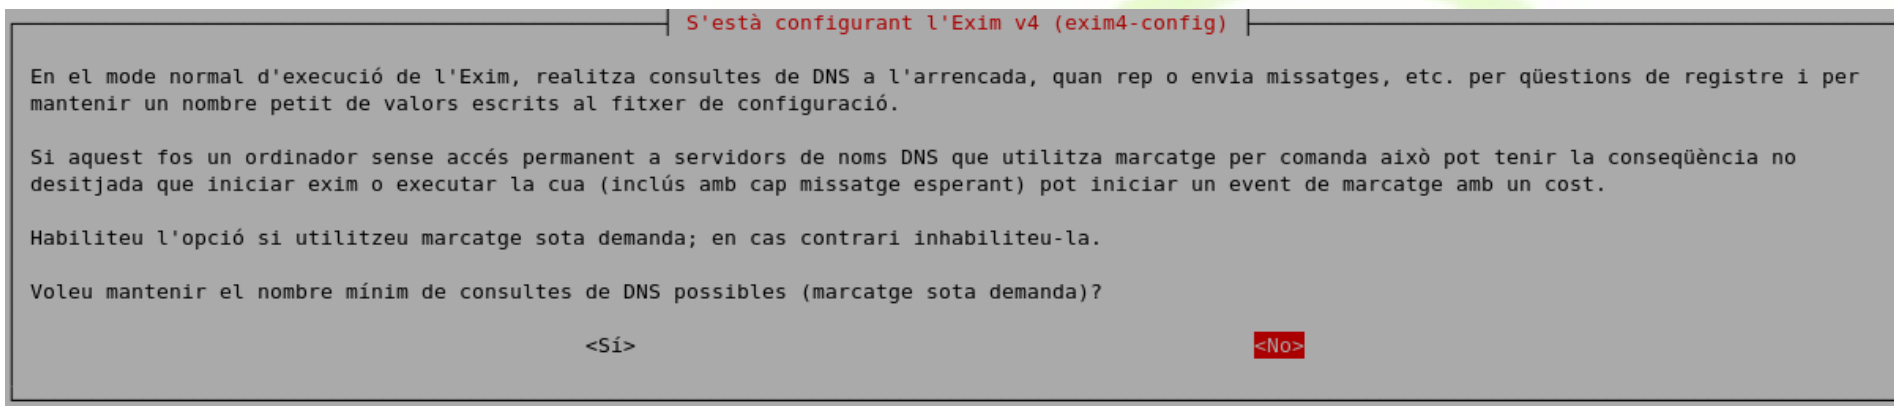 S'està configurant l'Exim v4 (exim4-config)
En el mode normal d'execució de l'Exim, realitza consultes de DNS a l'arrencada, quan rep o envia missatges, etc. per qüestions de registre i per
mantenir un nombre petit de valors escrits al fitxer de configuració.
Si aquest fos un ordinador sense accés permanent a servidors de noms DNS que utilitza marcatge per comanda això pot tenir la conseqüència no
desitjada que iniciar exim o executar la cua (inclús amb cap missatge esperant) pot iniciar un event de marcatge amb un cost.
Habiliteu l'opció si utilitzeu marcatge sota demanda; en cas contrari inhabiliteu-la.
Voleu mantenir el nombre mínim de consultes de DNS possibles (marcatge sota demanda)?
<Sí> <No>